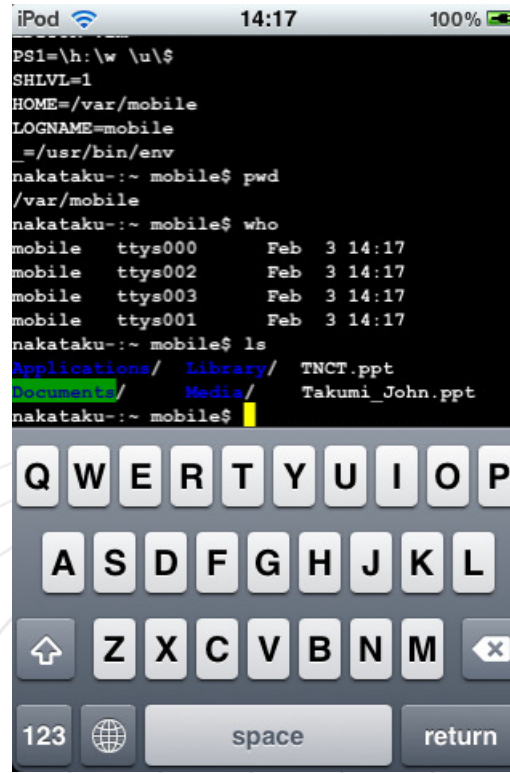 iPod 14:17 100%
PS1=\h:\w \u\$
SHLVL=1
HOME=/var/mobile
LOGNAME=mobile
_=/usr/bin/env
nakataku-:~ mobile$ pwd
/var/mobile
nakataku-:~ mobile$ who
mobile ttys000 Feb 3 14:17
mobile ttys002 Feb 3 14:17
mobile ttys003 Feb 3 14:17
mobile ttys001 Feb 3 14:17
nakataku-:~ mobile$ ls
Applications/ Library/ TNCT.ppt
Documents/ Media/ Takumi_John.ppt
nakataku-:~ mobile$
Q W E R T Y U I O P
A S D F G H J K L
Z X C V B N M
123 space return